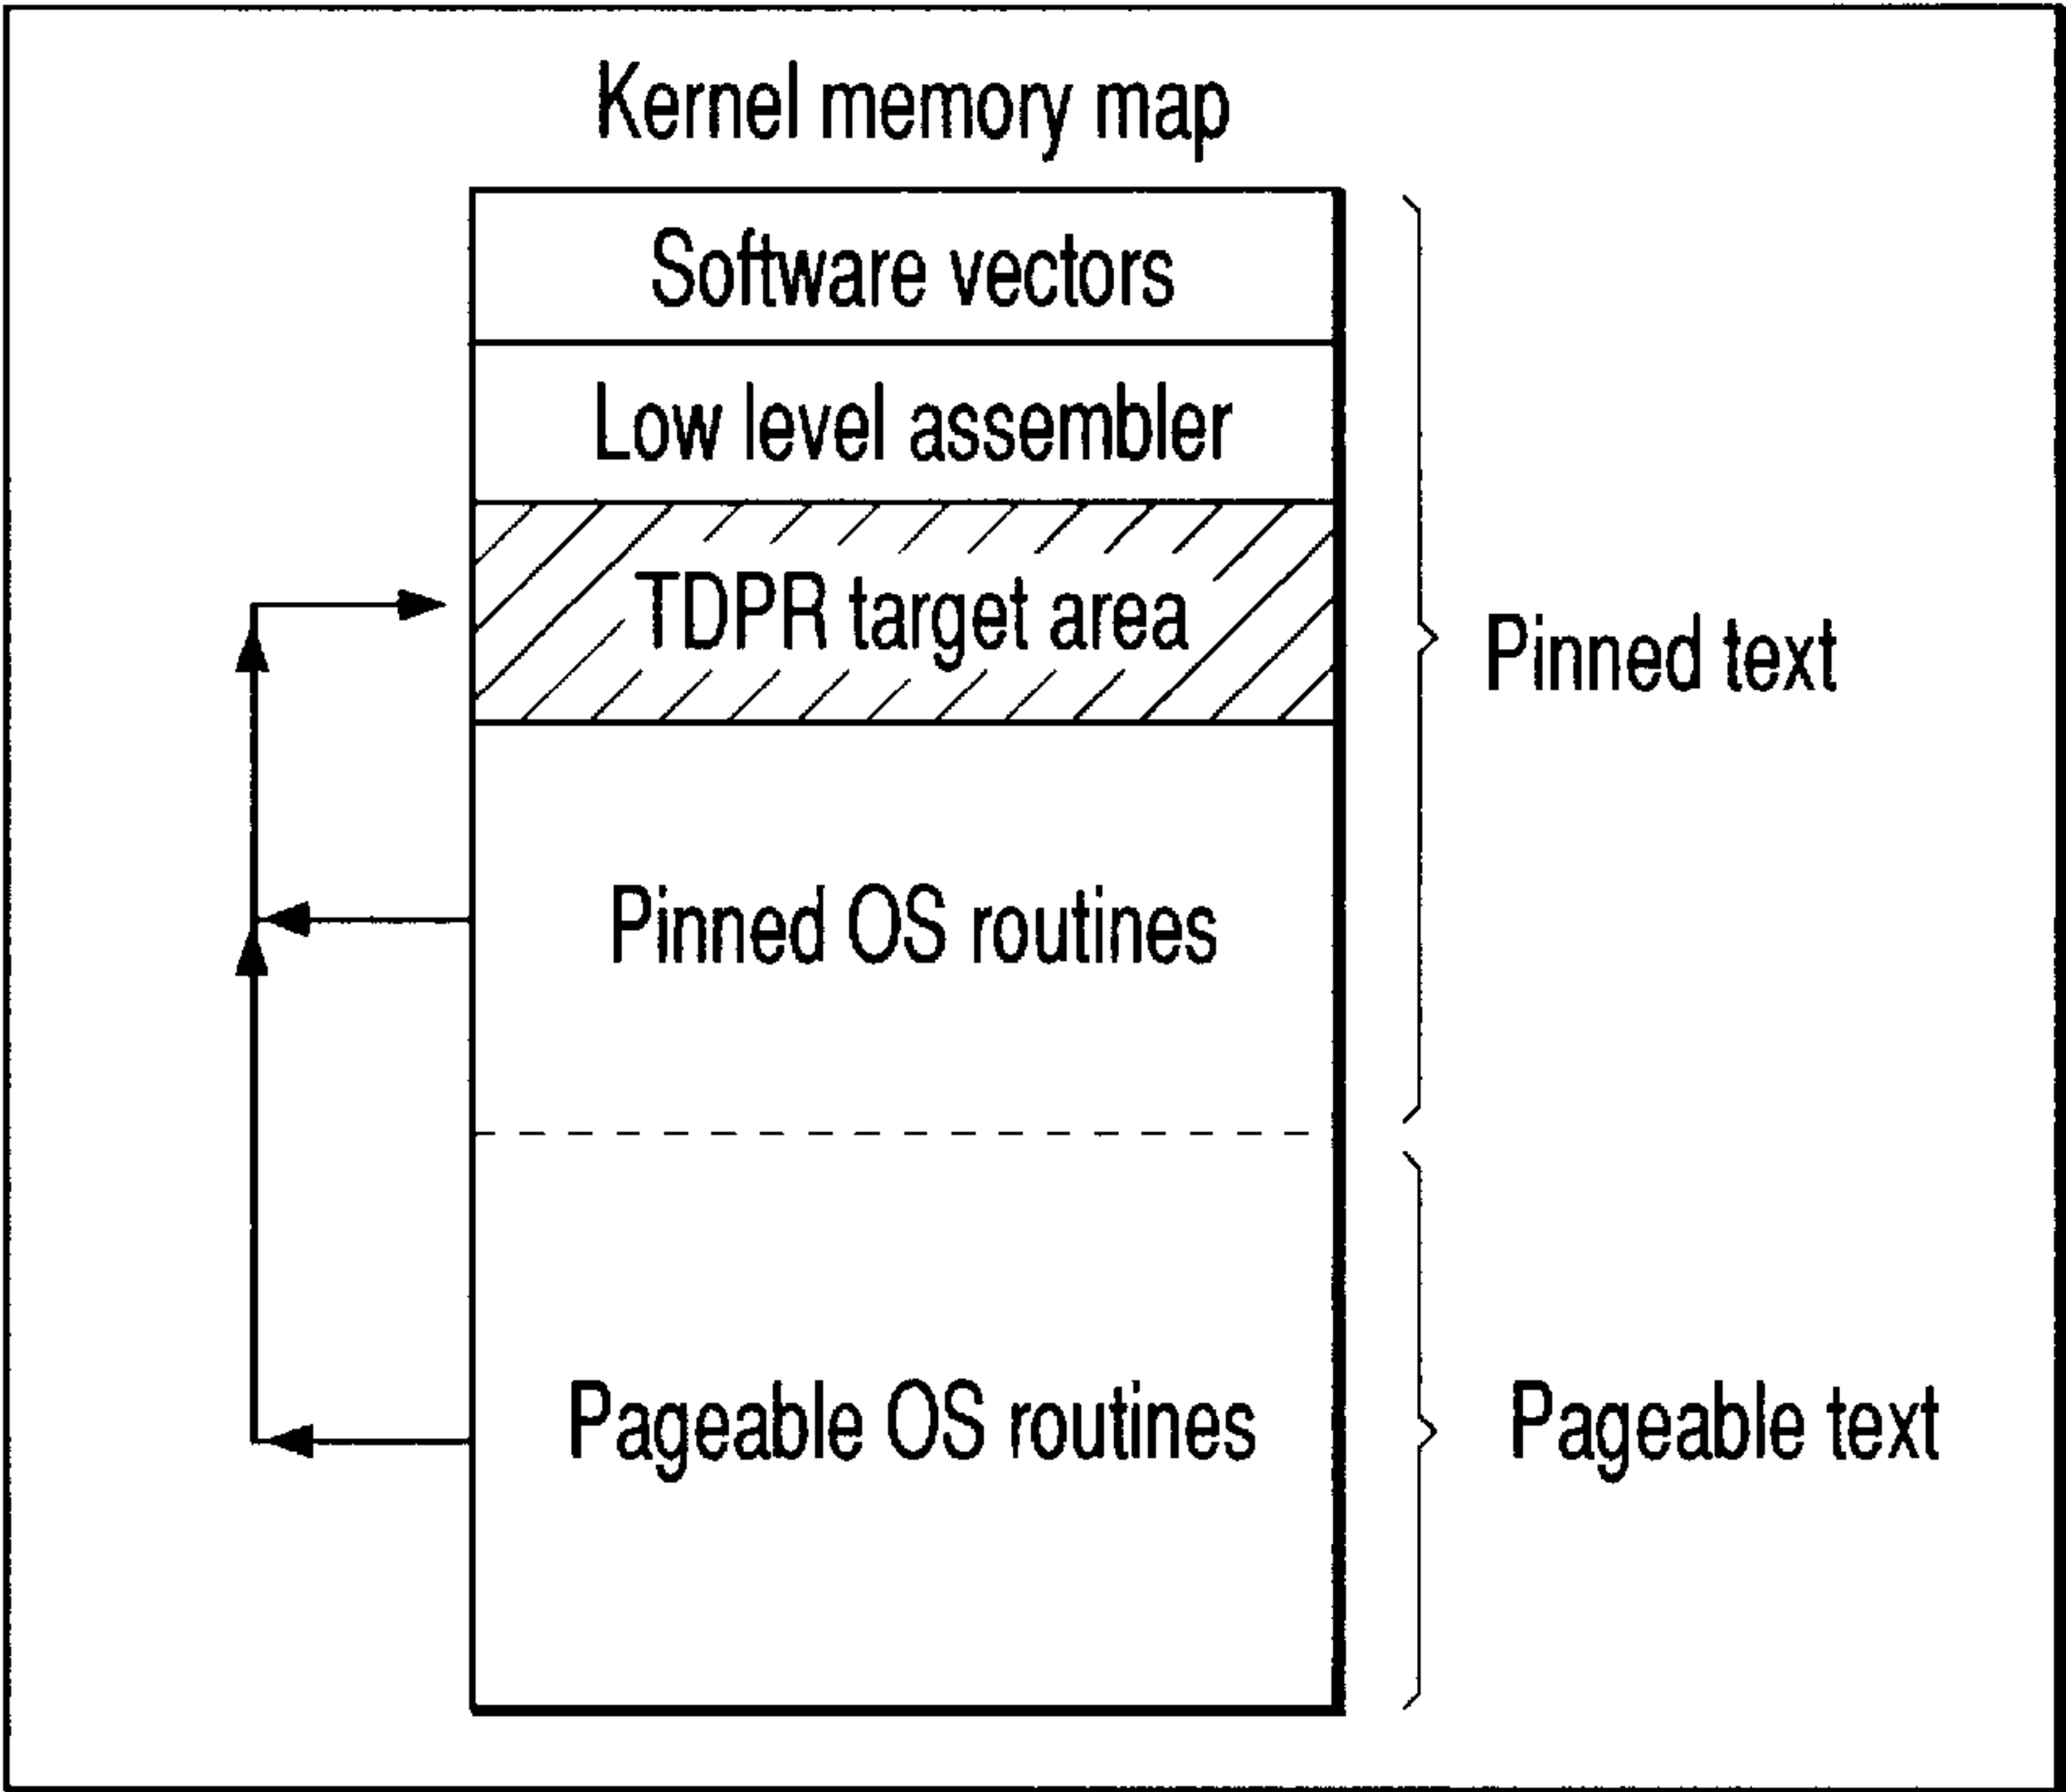 Kernel memory map
Software vectors
Low level assembler
TDPR target area
Pinned text
Pinned OS routines
Pageable OS routines
Pageable text